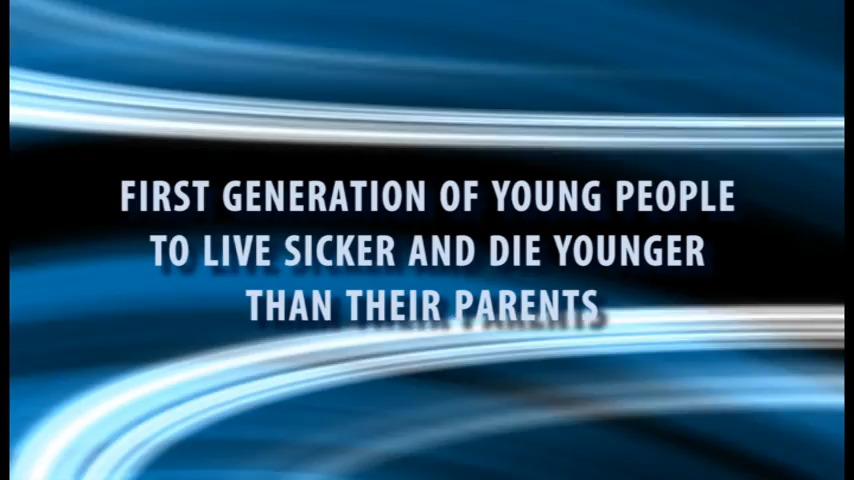 FIRST GENERATION OF YOUNG PEOPLE
TO LIVE SICKER AND DIE YOUNGER
THAN THEIR PARENTS